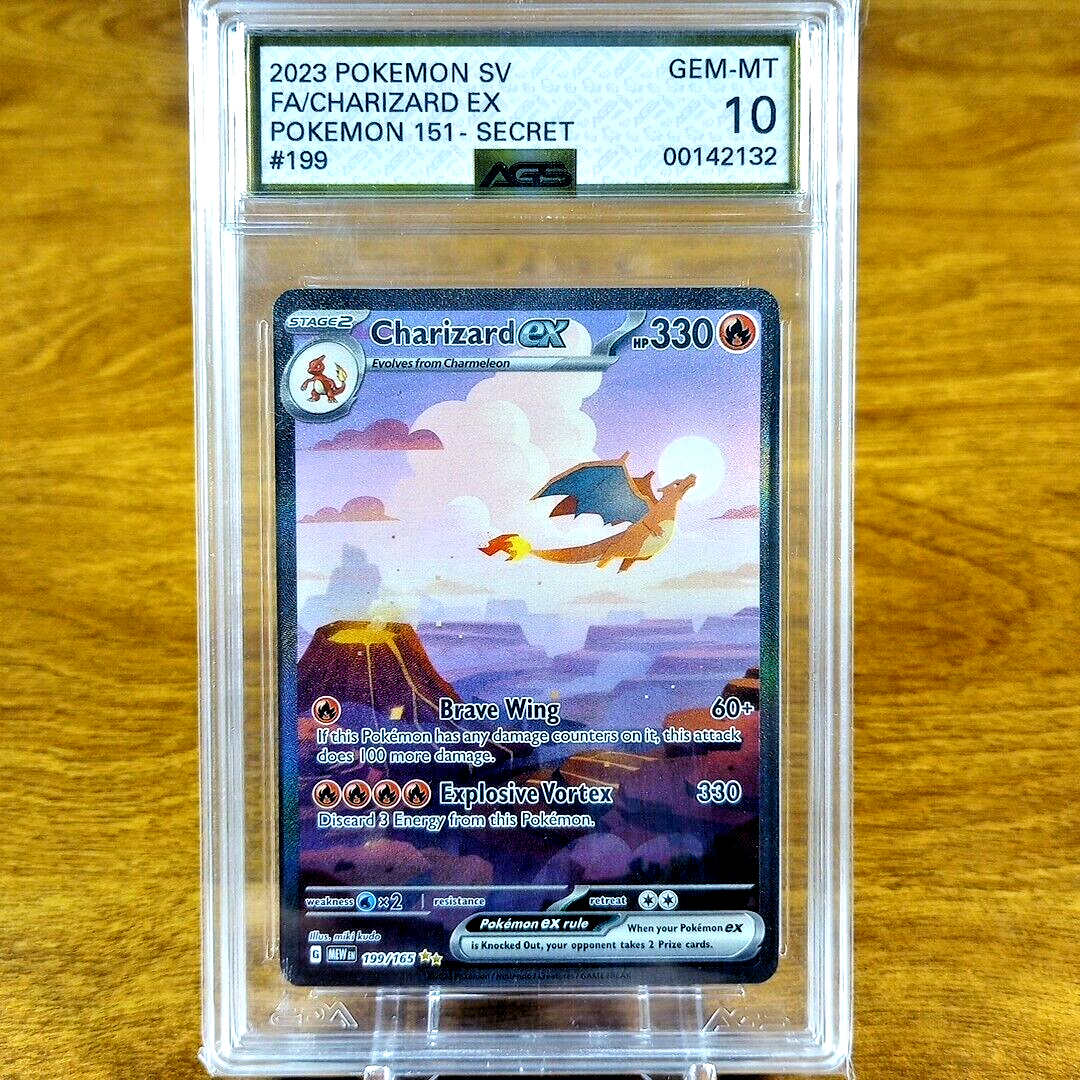 2023 POKEMON SV
GEM-MT
FA/CHARIZARD EX
10
POKEMON 151 - SECRET
#199
00142132
AGS
STAGE2
Charizard ex
HP 330
Evolves from Charmeleon
Brave Wing 60+
If this Pokémon has any damage counters on it, this attack
does 100 more damage.
Explosive Vortex 330
Discard 3 Energy from this Pokémon.
weakness ×2 resistance retreat
Pokémon ex rule When your Pokémon ex
is Knocked Out, your opponent takes 2 Prize cards.
Illus. miki kudo
G MEW EN 199/165